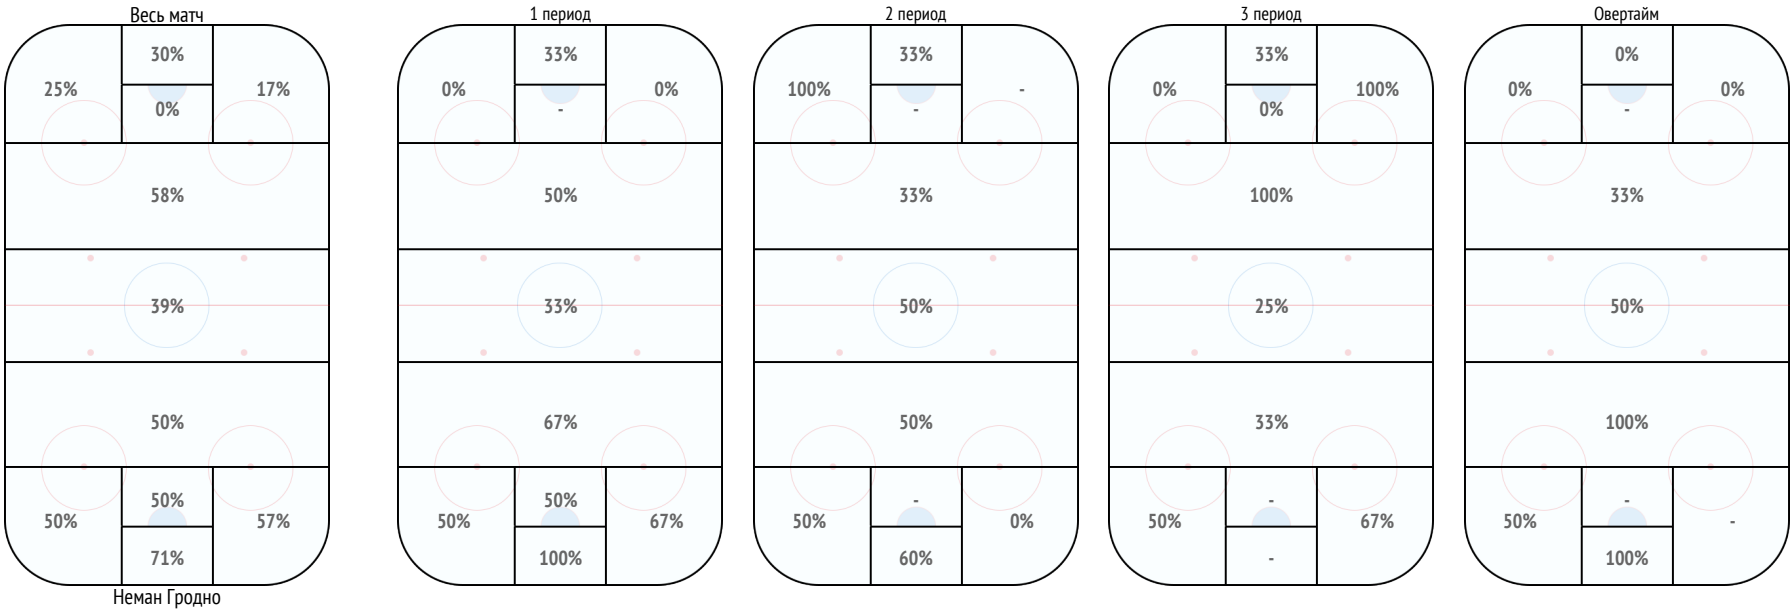 Весь матч 1 период 2 период 3 период Овертайм
30% 33% 33% 33% 0%
25% 17% 0% 0% 100% - 0% 100% 0% 0%
0% - - 0% -
58% 50% 33% 100% 33%
39% 33% 50% 25% 50%
50% 67% 50% 33% 100%
50% 50% - - -
50% 57% 50% 67% 50% 0% 50% 67% 50% -
71% 100% 60% - 100%
Неман Гродно